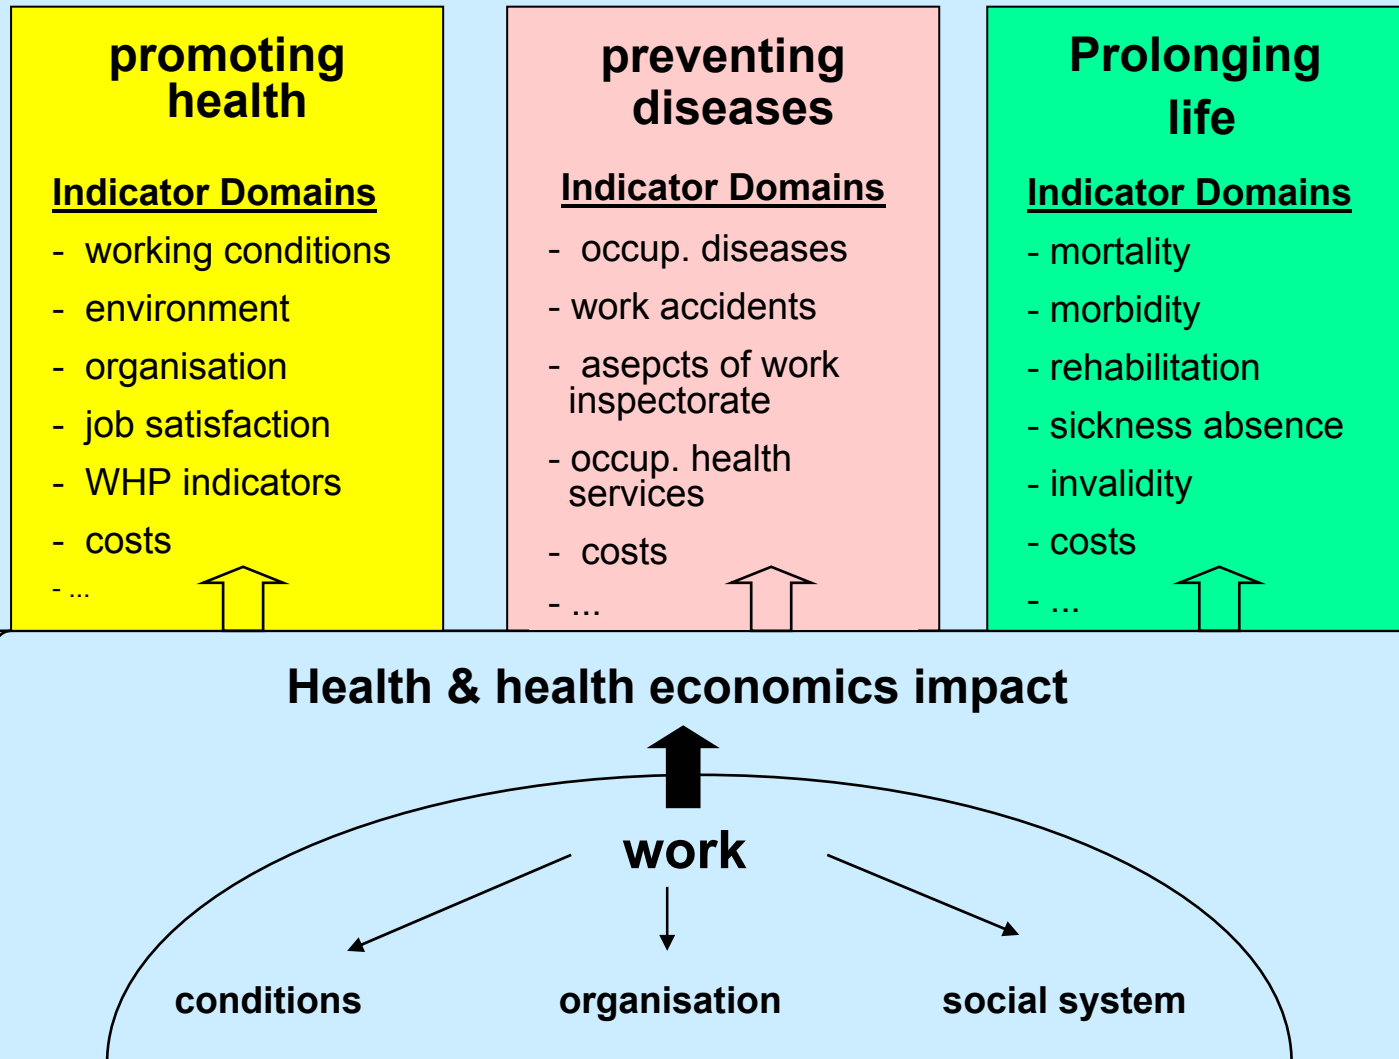 promoting
health
Indicator Domains
- working conditions
- environment
- organisation
- job satisfaction
- WHP indicators
- costs
- ...
preventing
diseases
Indicator Domains
- occup. diseases
- work accidents
- asepcts of work
inspectorate
- occup. health
services
- costs
- ...
Prolonging
life
Indicator Domains
- mortality
- morbidity
- rehabilitation
- sickness absence
- invalidity
- costs
- ...
Health & health economics impact
work
conditions organisation social system